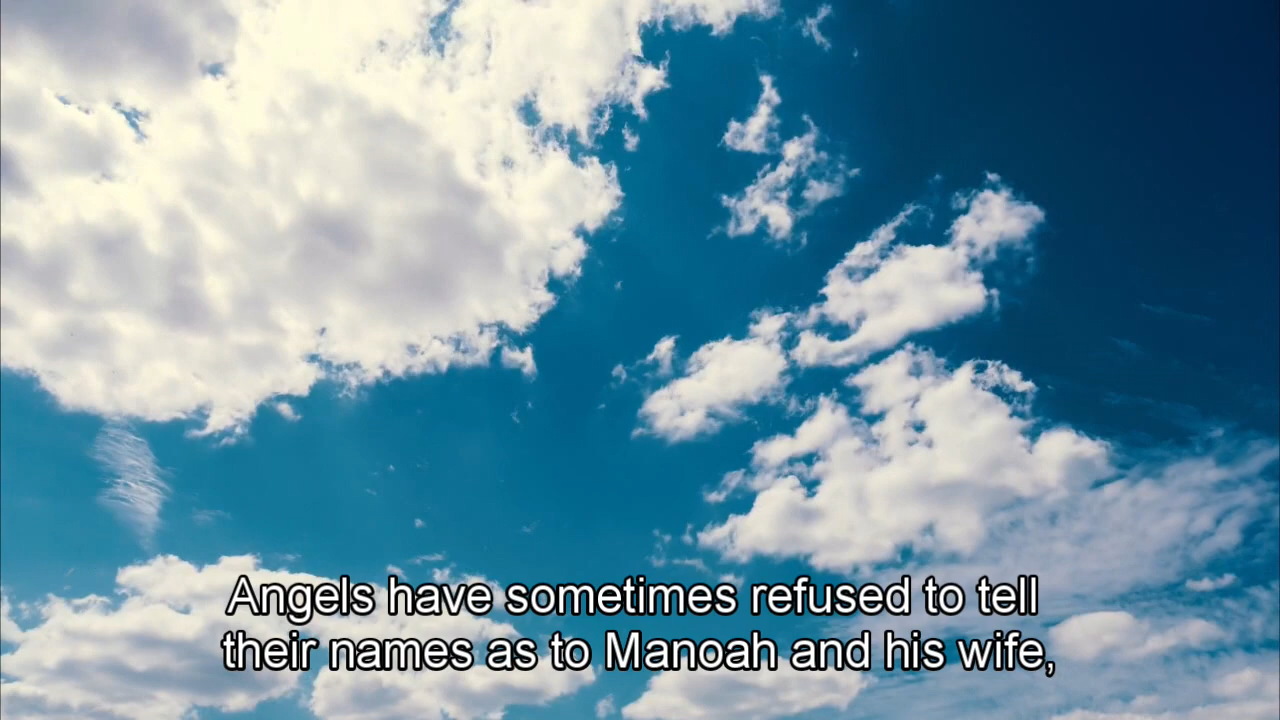 Angels have sometimes refused to tell
their names as to Manoah and his wife,